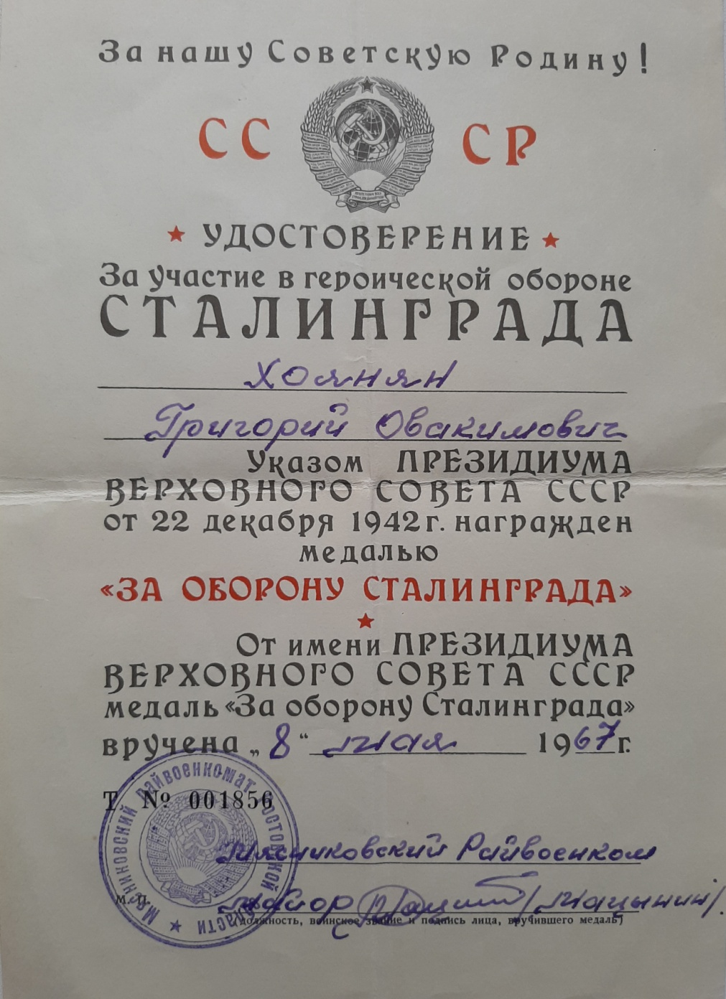 За нашу Советскую Родину!
СС СР
УДОСТОВЕРЕНИЕ
За участие в героической обороне
СТАЛИНГРАДА
Хоянян
Григорий Овакимович
Указом ПРЕЗИДИУМА
ВЕРХОВНОГО СОВЕТА СССР
от 22 декабря 1942 г. награжден
медалью
«ЗА ОБОРОНУ СТАЛИНГРАДА»
От имени ПРЕЗИДИУМА
ВЕРХОВНОГО СОВЕТА СССР
медаль «За оборону Сталинграда»
вручена „8“ мая 1967 г.
Т. № 001856
Мясниковский Райвоенком
М. П.
майор /Мацынин/.
(должность, воинское звание и подпись лица, вручившего медаль)
Мясниковский райвоенкомат Ростовской области